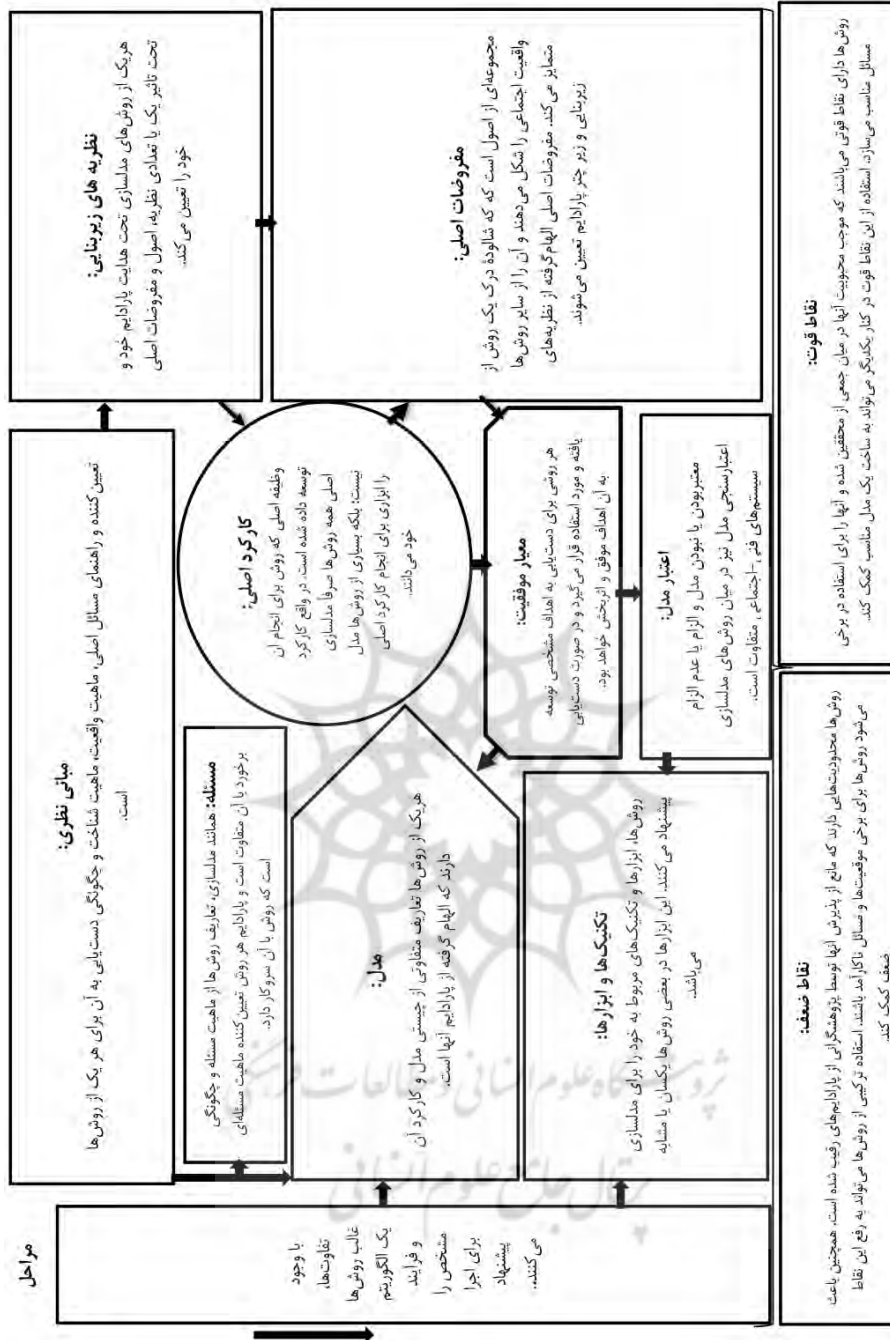 مراحل
با وجود
تفاوت‌ها،
غالب روش‌ها
یک الگوریتم
و فرایند
مشخص را
برای اجرا
پیشنهاد
می کنند..
مبانی نظری:
تعیین‌کننده و راهنمای مسائل اصلی، ماهیت واقعیت، ماهیت شناخت و چگونگی دست‌یابی به آن برای هر یک از روش‌ها
است.
نظریه های زیربنایی:
هریک از روش‌های مدلسازی تحت هدایت پارادایم خود و
تحت تاثیر یک یا تعدادی نظریه، اصول و مفروضات اصلی
خود را تعیین می‌کند..
مسئله: همانند مدلسازی، تعاریف روش‌ها از ماهیت مسئله و چگونگی
برخورد با آن متفاوت است و پارادایم هر روش تعیین‌کننده ماهیت مسئله‌ای
است که روش با آن سروکار دارد.
کارکرد اصلی:
وظیفه اصلی که روش برای انجام آن
توسعه داده شده است. در واقع کارکرد
اصلی همه روش‌ها صرفاً مدلسازی
نیست؛ بلکه بسیاری از روش‌ها مدل
را ابزاری برای انجام کارکرد اصلی
خود می‌دانند..
مفروضات اصلی:
مجموعه‌ای از اصول است که که شالودهٔ درک یک روش از
واقعیت اجتماعی را شکل می‌دهند و آن را از سایر روش‌ها
متمایز می‌کند. مفروضات اصلی الهام‌گرفته از نظریه‌های
زیربنایی و زیر چتر پارادایم تعیین می‌شوند.
مدل:
هریک از روش ها تعاریف متفاوتی از چیستی مدل و کارکرد آن
دارند که الهام گرفته از پارادایم آنها است.
معیار موفقیت:
هر روشی برای دست‌یابی به اهداف مشخصی توسعه
یافته و مورد استفاده قرار می‌گیرد و در صورت دست‌یابی
به آن اهداف موفق و اثربخش خواهد بود.
تکنیک‌ها و ابزارها:
روش‌ها، ابزارها و تکنیک‌های مربوط به خود را برای مدلسازی
پیشنهاد می کنند. این ابزارها در بعضی روش‌ها یکسان یا مشابه
می‌باشد.
اعتبار مدل:
معتبربودن یا نبودن مدل و الزام یا عدم الزام
اعتبارسنجی مدل نیز در میان روش‌های مدلسازی
سیستم‌های فنی-اجتماعی متفاوت است.
نقاط ضعف:
روش‌ها محدودیت‌هایی دارند که مانع از پذیرش آنها توسط پژوهشگرانی از پارادایم‌های رقیب شده است. همچنین باعث
می‌شود روش‌ها برای برخی موقعیت‌ها و مسائل ناکارآمد باشند. استفاده ترکیبی از روش‌ها می‌تواند به رفع این نقاط
ضعف کمک کند.
نقاط قوت:
روش‌ها دارای نقاط قوتی می‌باشند که موجب محبوبیت آنها در میان جمعی از محققین شده و آنها را برای استفاده در برخی
مسائل مناسب می‌سازد. استفاده از این نقاط قوت در کنار یکدیگر می‌تواند به ساخت یک مدل مناسب کمک کند.
پژوهشگاه علوم انسانی و مطالعات فرهنگی
پرتال جامع علوم انسانی